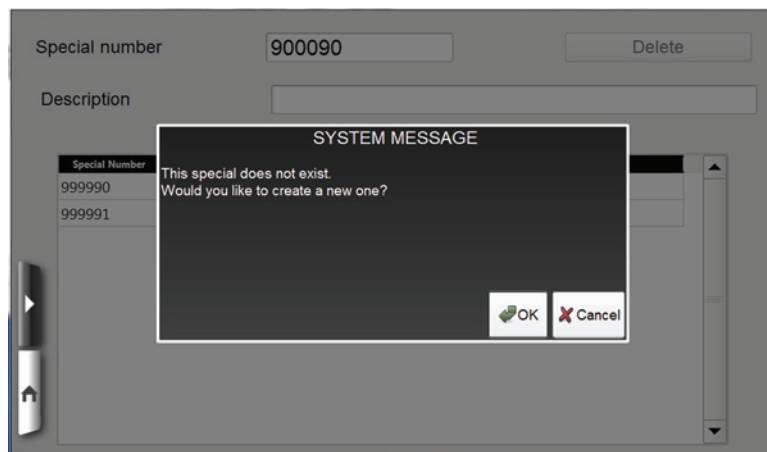 Special number 900090 Delete
Description
SYSTEM MESSAGE
Special Number
This special does not exist.
999990
Would you like to create a new one?
999991
OK Cancel